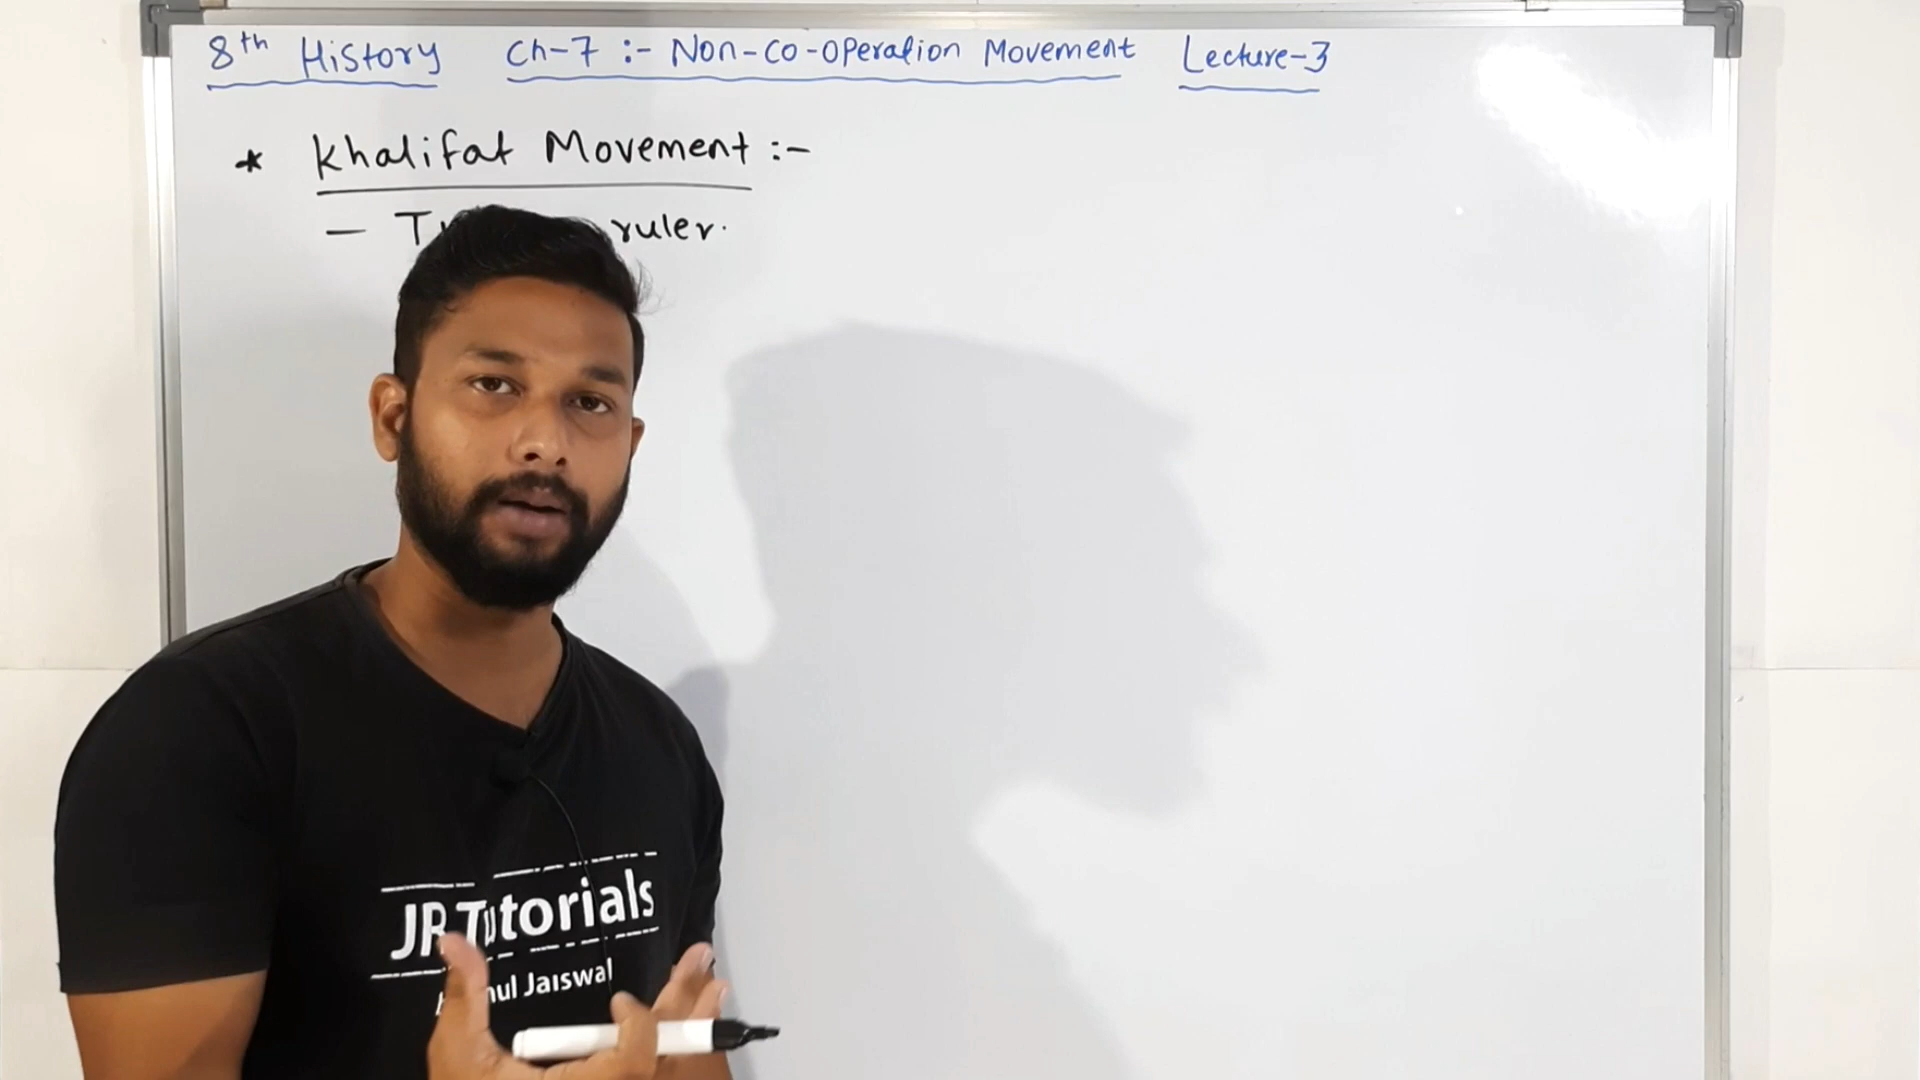 8th History Ch-7 :- Non-Co-operation Movement Lecture-3
* Khalifat Movement :-
- ruler.
JR Tutorials
Jaiswal